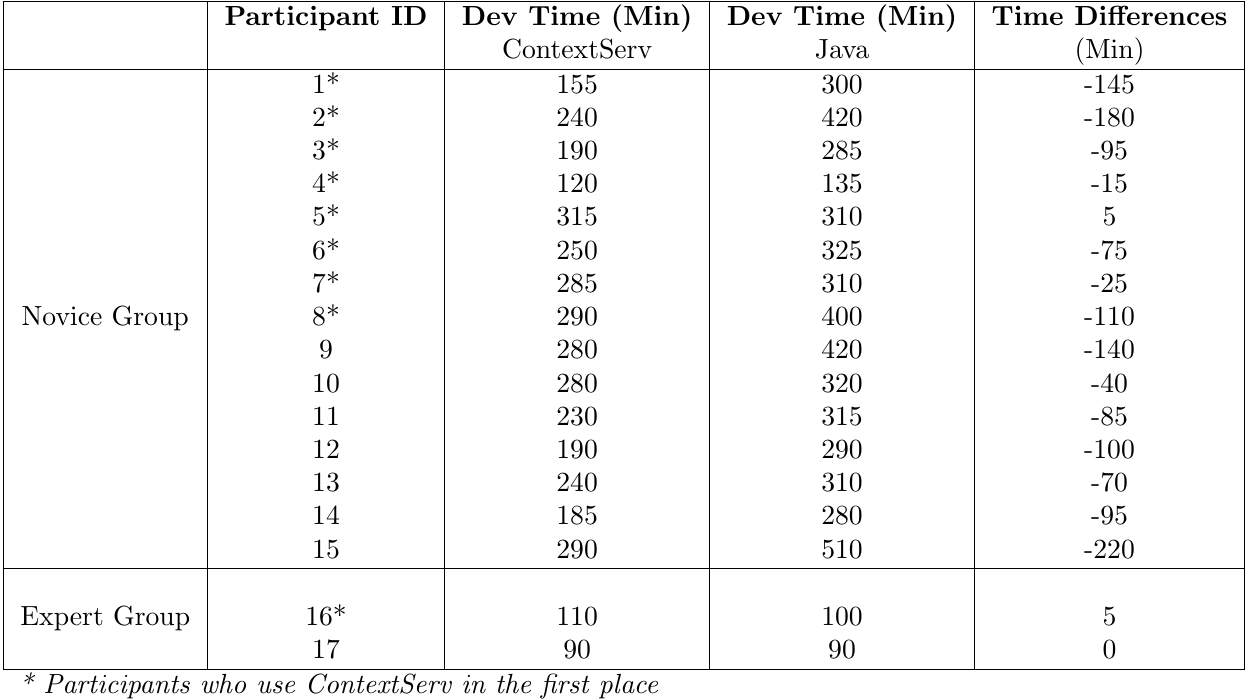 Participant ID Dev Time (Min) Dev Time (Min) Time Differences
ContextServ Java (Min)
1* 155 300 -145
2* 240 420 -180
3* 190 285 -95
4* 120 135 -15
5* 315 310 5
6* 250 325 -75
7* 285 310 -25
Novice Group 8* 290 400 -110
9 280 420 -140
10 280 320 -40
11 230 315 -85
12 190 290 -100
13 240 310 -70
14 185 280 -95
15 290 510 -220
Expert Group 16* 110 100 5
17 90 90 0
* Participants who use ContextServ in the first place